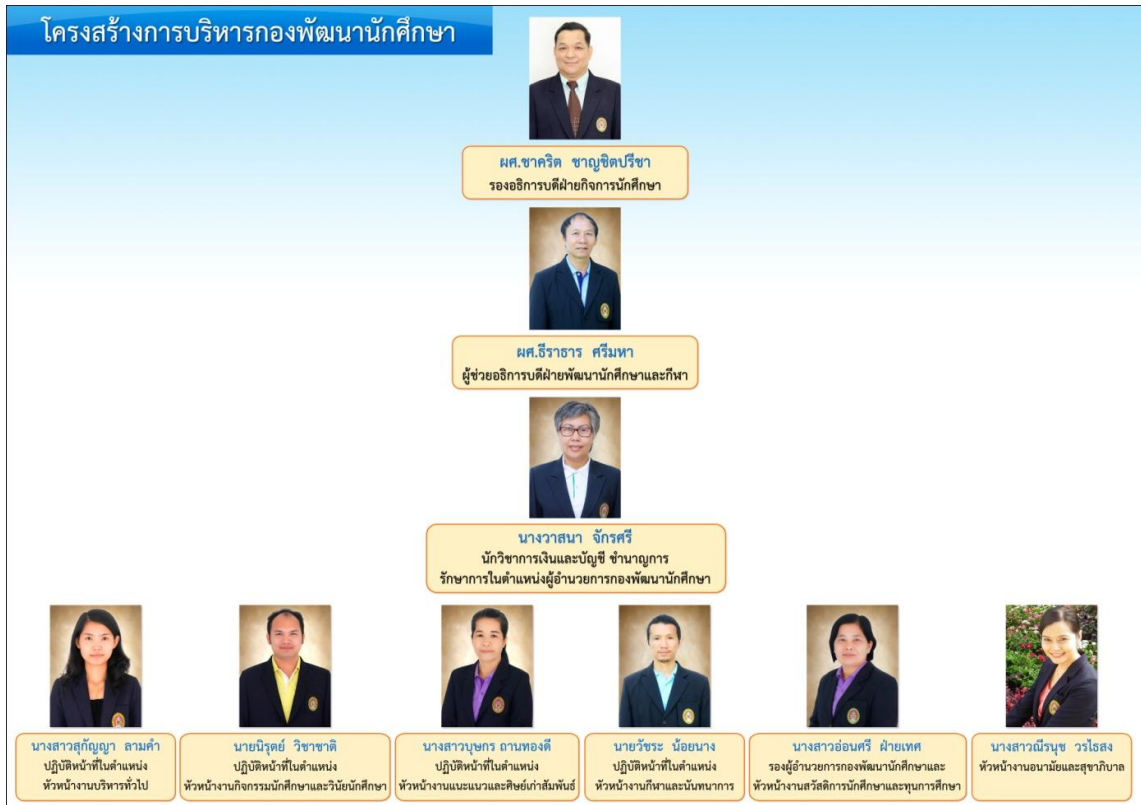 โครงสร้างการบริหารกองพัฒนานักศึกษา
ผศ.ชาคริต ชาญชิตปรีชา
รองอธิการบดีฝ่ายกิจการนักศึกษา
ผศ.ธีราธาร ศรีมหา
ผู้ช่วยอธิการบดีฝ่ายพัฒนานักศึกษาและกีฬา
นางวาสนา จักรศรี
นักวิชาการเงินและบัญชี ชำนาญการ
รักษาการในตำแหน่งผู้อำนวยการกองพัฒนานักศึกษา
นางสาวสุกัญญา ลามคำ
ปฏิบัติหน้าที่ในตำแหน่ง
หัวหน้างานบริหารทั่วไป
นายนิรุตย์ วิชาชาติ
ปฏิบัติหน้าที่ในตำแหน่ง
หัวหน้างานกิจกรรมนักศึกษาและวินัยนักศึกษา
นางสาวบุษกร ถานทองดี
ปฏิบัติหน้าที่ในตำแหน่ง
หัวหน้างานแนะแนวและศิษย์เก่าสัมพันธ์
นายวัชระ น้อยนาง
ปฏิบัติหน้าที่ในตำแหน่ง
หัวหน้างานกีฬาและนันทนาการ
นางสาวอ่อนศรี ฝ่ายเทศ
รองผู้อำนวยการกองพัฒนานักศึกษาและ
หัวหน้างานสวัสดิการนักศึกษาและทุนการศึกษา
นางสาวณีรนุช วรไธสง
หัวหน้างานอนามัยและสุขาภิบาล